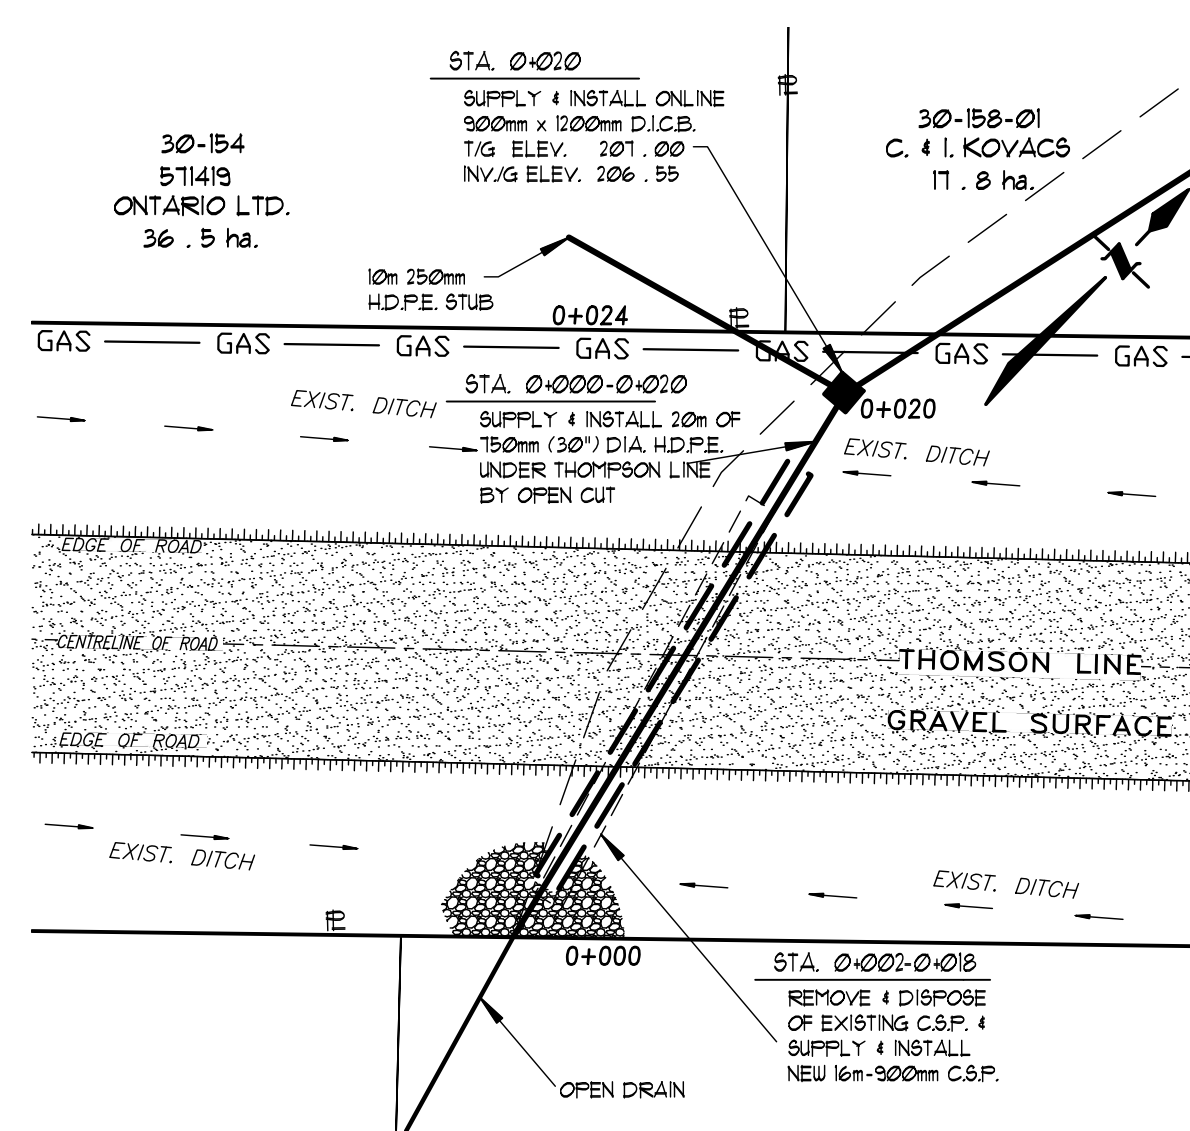 STA. 0+020
SUPPLY & INSTALL ONLINE
900mm x 1200mm D.I.C.B.
T/G ELEV. 207.00
INV./G ELEV. 206.55
PL
30-154
571419
ONTARIO LTD.
36.5 ha.
30-158-01
C. & I. KOVACS
17.8 ha.
N
10m 250mm
H.D.P.E. STUB
0+024
PL
GAS GAS GAS GAS GAS GAS GAS
STA. 0+000-0+020
SUPPLY & INSTALL 20m OF
750mm (30") DIA. H.D.P.E.
UNDER THOMPSON LINE
BY OPEN CUT
EXIST. DITCH
0+020
EXIST. DITCH
EDGE OF ROAD
CENTRELINE OF ROAD
THOMSON LINE
GRAVEL SURFACE
EDGE OF ROAD
EXIST. DITCH
EXIST. DITCH
PL
0+000
STA. 0+002-0+018
REMOVE & DISPOSE
OF EXISTING C.S.P. &
SUPPLY & INSTALL
NEW 16m-900mm C.S.P.
OPEN DRAIN